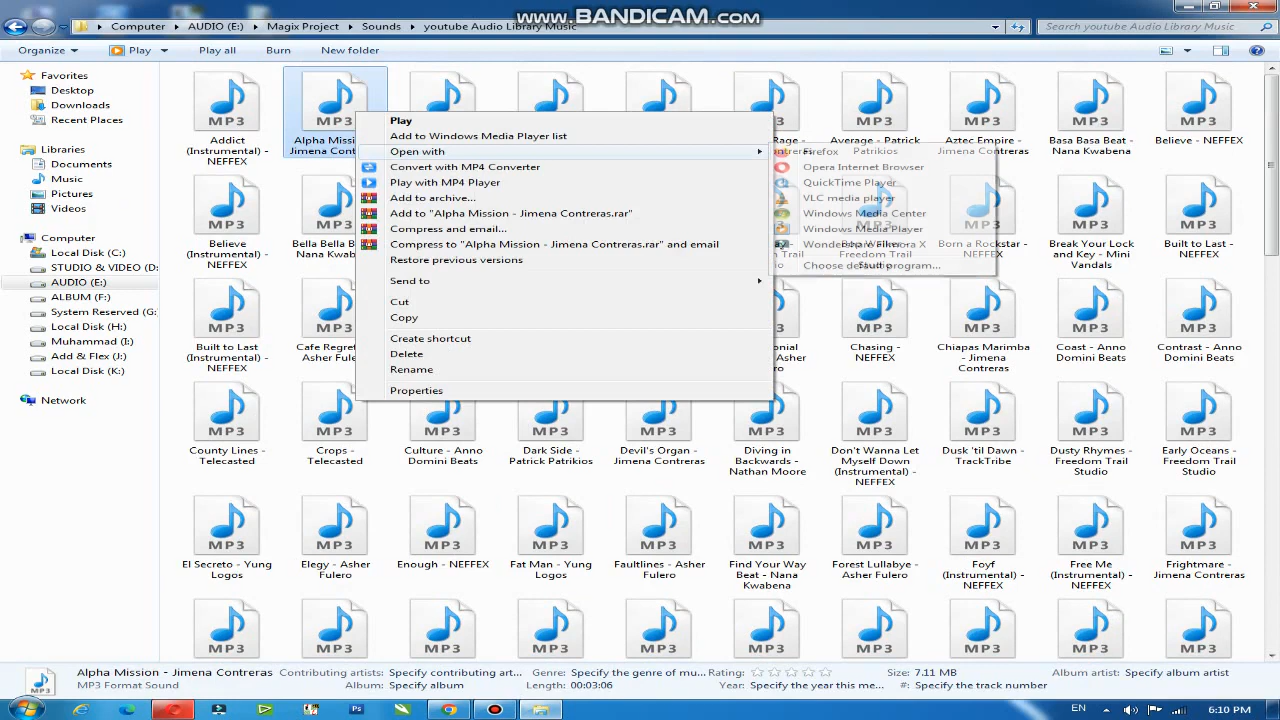 www.BANDICAM.com
Computer
AUDIO (E:)
Magix Project
Sounds
youtube Audio Library Music
Search youtube Audio Library Music
Organize
Play
Play all
Burn
New folder
Favorites
Desktop
Downloads
Recent Places
Libraries
Documents
Music
Pictures
Videos
Computer
Local Disk (C:)
STUDIO & VIDEO (D:
AUDIO (E:)
ALBUM (F:)
System Reserved (G:
Local Disk (H:)
Muhammad (I:)
Add & Flex (J:)
Local Disk (K:)
Network
Addict
(Instrumental) -
NEFFEX
Alpha Missi
Jimena Cont
Rage -
Average - Patrick
Patrikios
Aztec Empire -
Jimena Contreras
Basa Basa Beat -
Nana Kwabena
Believe - NEFFEX
Play
Add to Windows Media Player list
Open with
Convert with MP4 Converter
Play with MP4 Player
Add to archive...
Add to "Alpha Mission - Jimena Contreras.rar"
Compress and email...
Compress to "Alpha Mission - Jimena Contreras.rar" and email
Restore previous versions
Send to
Cut
Copy
Create shortcut
Delete
Rename
Properties
Firefox
Opera Internet Browser
QuickTime Player
VLC media player
Windows Media Center
Windows Media Player
Wondershare Filmora X
Choose default program...
Believe
(Instrumental) -
NEFFEX
Bella Bella B
Nana Kwab
Freedom Trail
Studio
Born a Rockstar -
NEFFEX
Break Your Lock
and Key - Mini
Vandals
Built to Last -
NEFFEX
Built to Last
(Instrumental) -
NEFFEX
Cafe Regret
Asher Fule
Chasing -
NEFFEX
Chiapas Marimba
- Jimena
Contreras
Coast - Anno
Domini Beats
Contrast - Anno
Domini Beats
County Lines -
Telecasted
Crops -
Telecasted
Culture - Anno
Domini Beats
Dark Side -
Patrick Patrikios
Devil's Organ -
Jimena Contreras
Diving in
Backwards -
Nathan Moore
Don't Wanna Let
Myself Down
(Instrumental) -
NEFFEX
Dusk 'til Dawn -
TrackTribe
Dusty Rhymes -
Freedom Trail
Studio
Early Oceans -
Freedom Trail
Studio
El Secreto - Yung
Logos
Elegy - Asher
Fulero
Enough - NEFFEX
Fat Man - Yung
Logos
Faultlines - Asher
Fulero
Find Your Way
Beat - Nana
Kwabena
Forest Lullabye -
Asher Fulero
Foyf
(Instrumental) -
NEFFEX
Free Me
(Instrumental) -
NEFFEX
Frightmare -
Jimena Contreras
Alpha Mission - Jimena Contreras
MP3 Format Sound
Contributing artists: Specify contributing art...
Album: Specify album
Genre: Specify the genre of mu...
Length: 00:03:06
Rating:
Year: Specify the year this me...
Size: 7.11 MB
#: Specify the track number
Album artist: Specify album artist
EN
6:10 PM